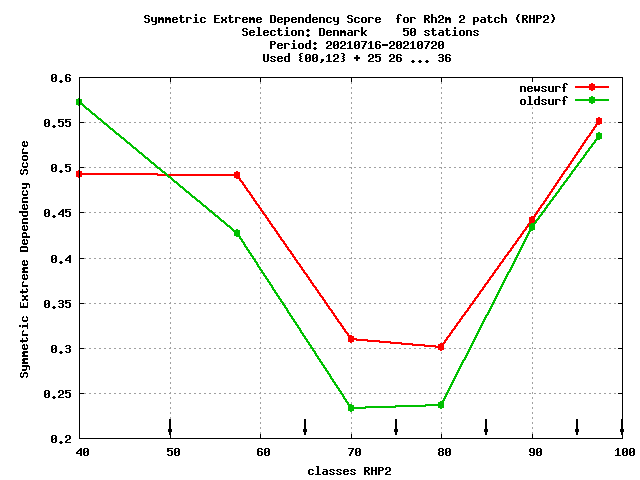 Symmetric Extreme Dependency Score  for Rh2m 2 patch (RHP2)
Selection: Denmark     50 stations
Period: 20210716-20210720
Used {00,12} + 25 26 ... 36
newsurf
oldsurf
0.6
0.55
0.5
0.45
0.4
0.35
0.3
0.25
0.2
Symmetric Extreme Dependency Score
40 50 60 70 80 90 100
classes RHP2